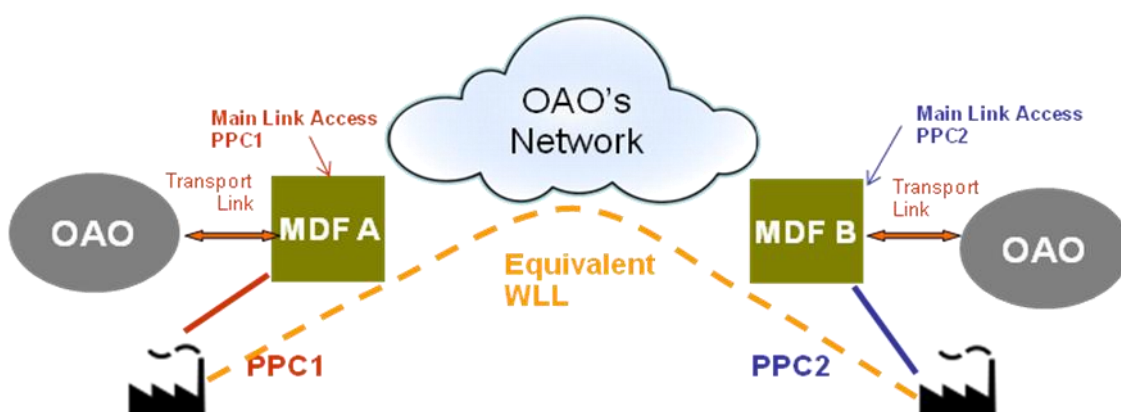 OAO's
Network
Main Link Access
PPC1
Main Link Access
PPC2
Transport
Link
Transport
Link
OAO
MDF A
MDF B
OAO
Equivalent
WLL
PPC1
PPC2